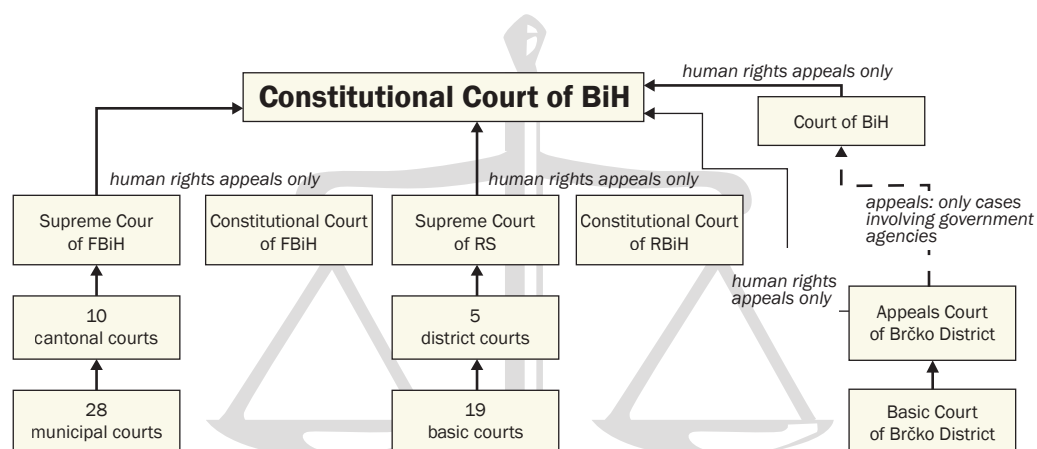 human rights appeals only
Constitutional Court of BiH
Court of BiH
human rights appeals only
human rights appeals only
appeals: only cases
involving government
agencies
Supreme Cour
of FBiH
Constitutional Court
of FBiH
Supreme Court
of RS
Constitutional Court
of RBiH
human rights
appeals only
10
cantonal courts
5
district courts
Appeals Court
of Brčko District
28
municipal courts
19
basic courts
Basic Court
of Brčko District